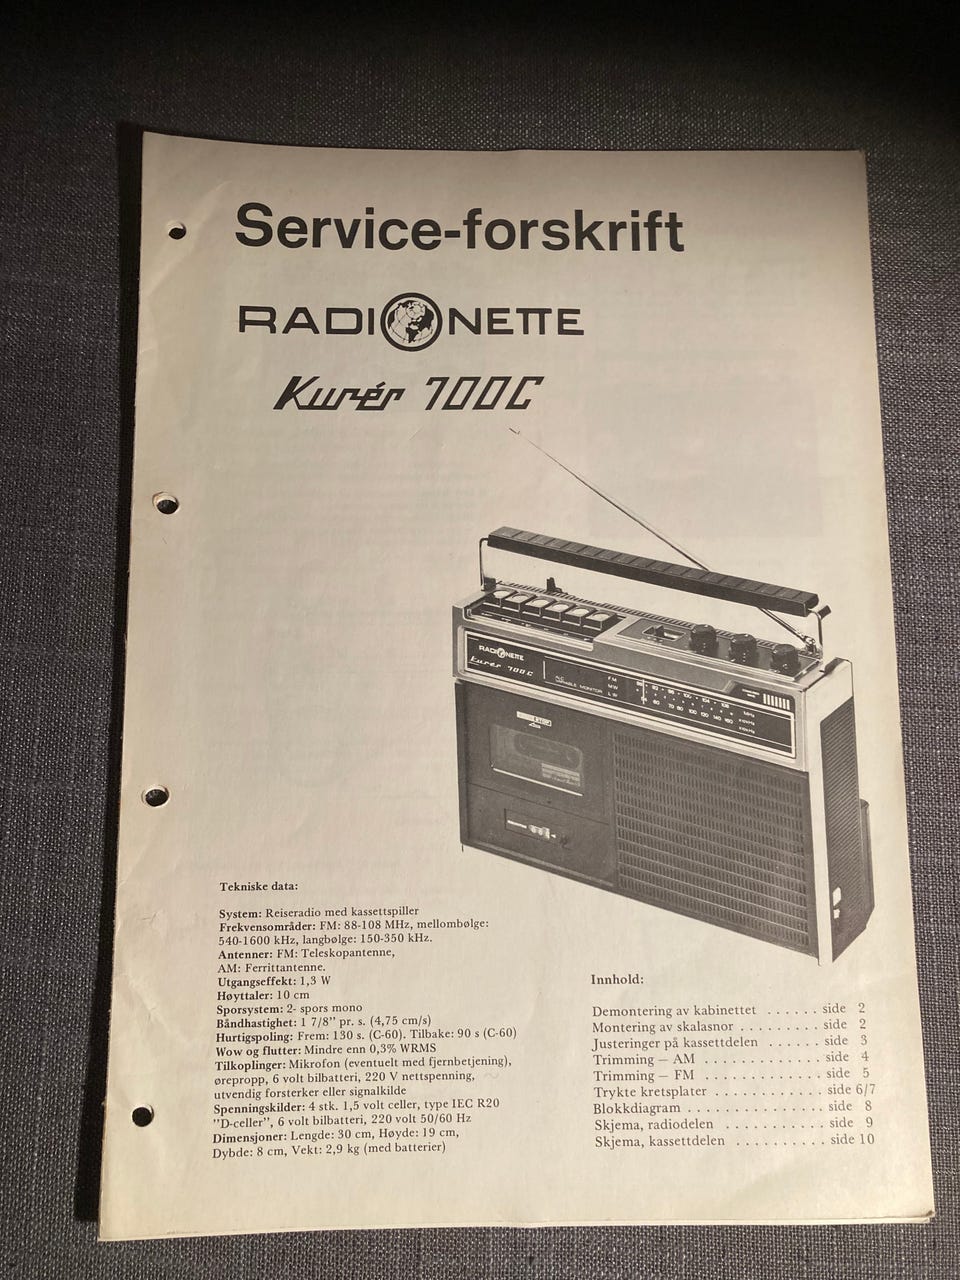 Service-forskrift
RADIONETTE
Kurér 700C
RADIONETTE
Kurér 700C
FM
MW
LW
Tekniske data:
System: Reiseradio med kassettspiller
Frekvensområder: FM: 88-108 MHz, mellombølge:
540-1600 kHz, langbølge: 150-350 kHz.
Antenner: FM: Teleskopantenne,
AM: Ferrittantenne.
Utgangseffekt: 1,3 W
Høyttaler: 10 cm
Sporsystem: 2- spors mono
Båndhastighet: 1 7/8" pr. s. (4,75 cm/s)
Hurtigspoling: Frem: 130 s. (C-60). Tilbake: 90 s (C-60)
Wow og flutter: Mindre enn 0,3% WRMS
Tilkoplinger: Mikrofon (eventuelt med fjernbetjening),
ørepropp, 6 volt bilbatteri, 220 V nettspenning,
utvendig forsterker eller signalkilde
Spenningskilder: 4 stk. 1,5 volt celler, type IEC R20
"D-celler", 6 volt bilbatteri, 220 volt 50/60 Hz
Dimensjoner: Lengde: 30 cm, Høyde: 19 cm,
Dybde: 8 cm, Vekt: 2,9 kg (med batterier)
Innhold:
Demontering av kabinettet ...... side 2
Montering av skalasnor ......... side 2
Justeringer på kassettdelen ...... side 3
Trimming — AM ............ side 4
Trimming — FM ............ side 5
Trykte kretsplater ............ side 6/7
Blokkdiagram ............... side 8
Skjema, radiodelen ........... side 9
Skjema, kassettdelen .......... side 10